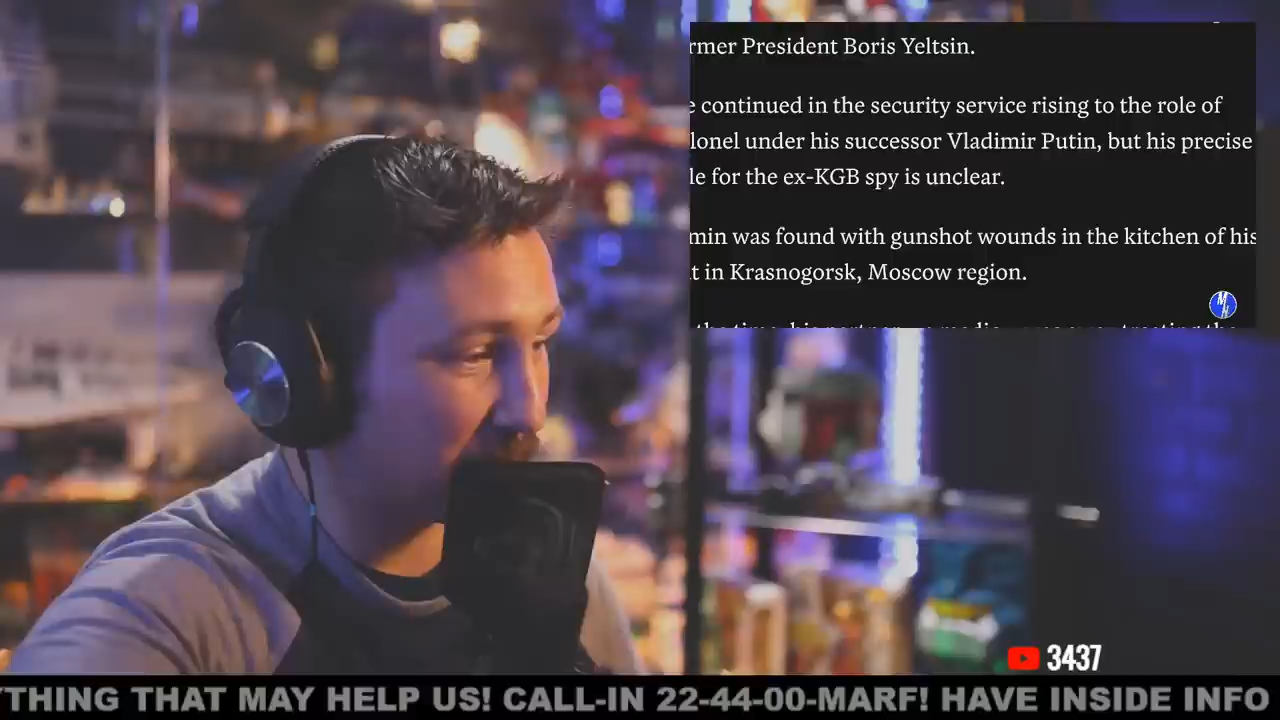 rmer President Boris Yeltsin.
e continued in the security service rising to the role of
lonel under his successor Vladimir Putin, but his precise
le for the ex-KGB spy is unclear.
min was found with gunshot wounds in the kitchen of his
t in Krasnogorsk, Moscow region.
3437
YTHING THAT MAY HELP US! CALL-IN 22-44-00-MARF! HAVE INSIDE INFO